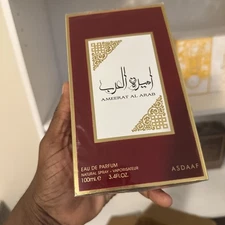 أميرة العرب
AMEERAT AL ARAB
EAU DE PARFUM
NATURAL SPRAY - VAPORISATEUR
100ml ℮ 3.4FL.OZ.
ASDAAF